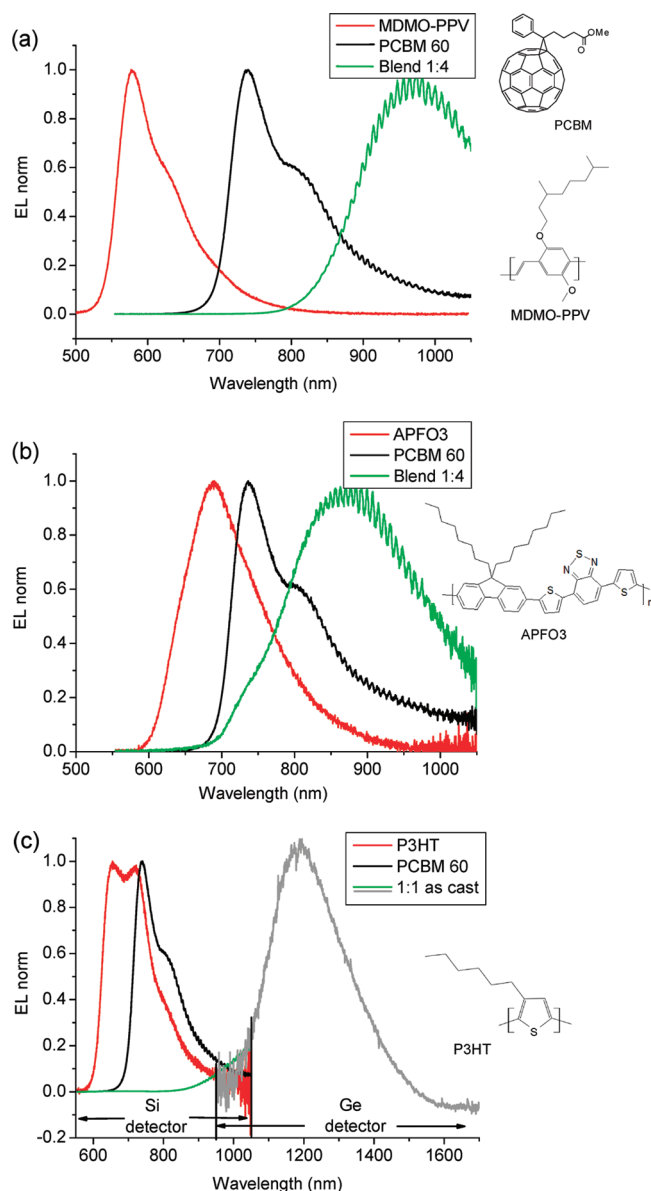 (a)
MDMO-PPV
PCBM 60
Blend 1:4
EL norm
1.0
0.8
0.6
0.4
0.2
0.0
500 600 700 800 900 1000
Wavelength (nm)
OMe
O
PCBM
O
O
MDMO-PPV
(b)
APFO3
PCBM 60
Blend 1:4
EL norm
1.0
0.8
0.6
0.4
0.2
0.0
500 600 700 800 900 1000
Wavelength (nm)
S
N N
S S
n
APFO3
(c)
P3HT
PCBM 60
1:1 as cast
EL norm
1.0
0.8
0.6
0.4
0.2
0.0
-0.2
Si
detector
Ge
detector
600 800 1000 1200 1400 1600
Wavelength (nm)
P3HT
S